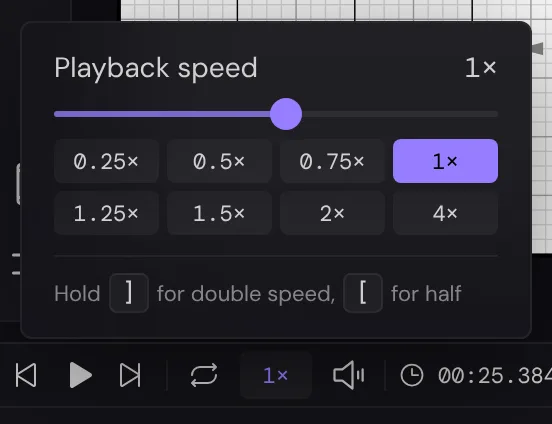 Playback speed 1×
0.25× 0.5× 0.75× 1×
1.25× 1.5× 2× 4×
Hold ] for double speed, [ for half
1× 00:25.384